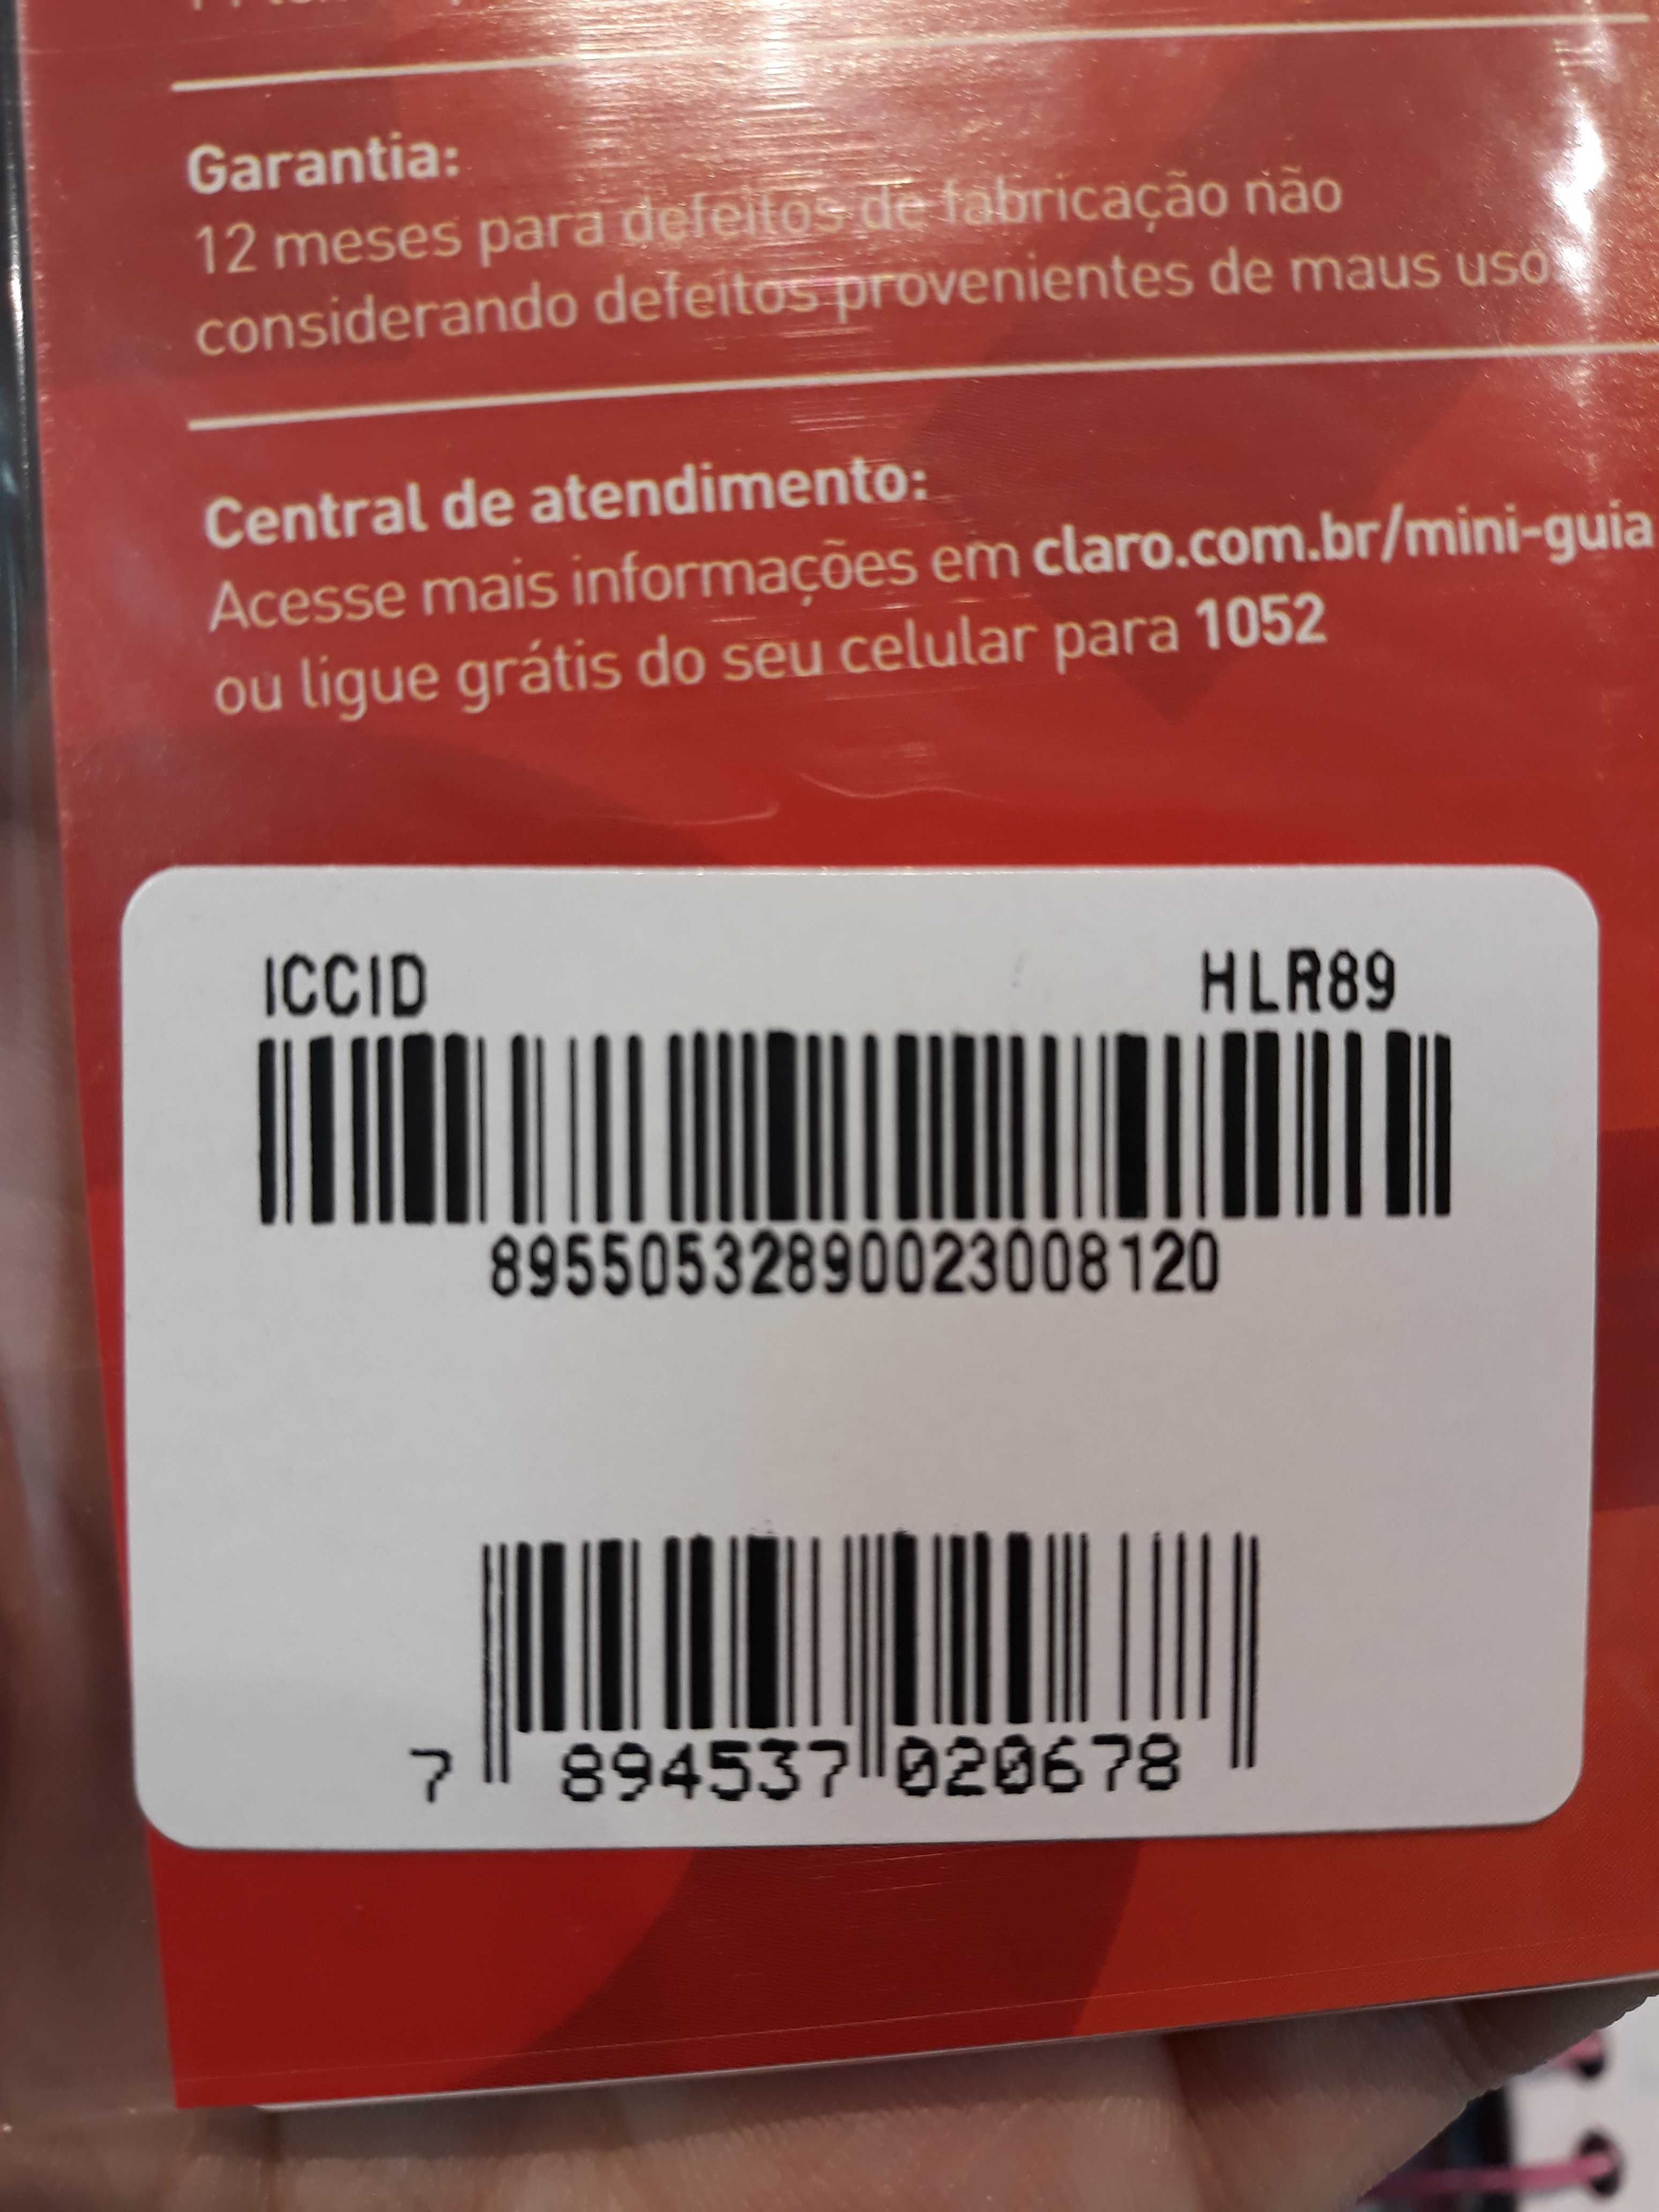 Garantia:
12 meses para defeitos de fabricação não
considerando defeitos provenientes de maus uso
Central de atendimento:
Acesse mais informações em claro.com.br/mini-guia
ou ligue grátis do seu celular para 1052
ICCID HLR89
89550532890023008120
7 894537 020678